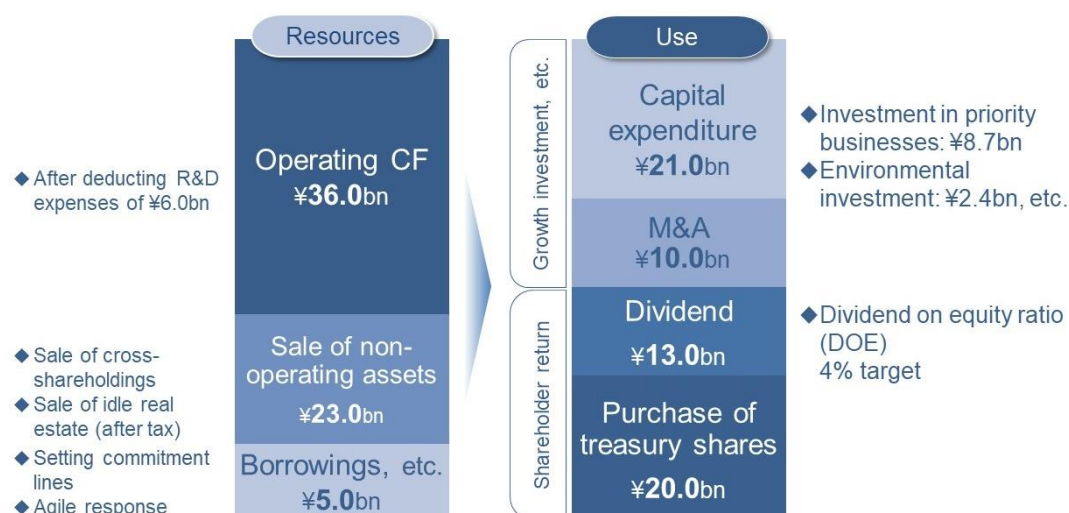 Resources
Operating CF
¥36.0bn
Sale of non-
operating assets
¥23.0bn
Borrowings, etc.
¥5.0bn
◆After deducting R&D
expenses of ¥6.0bn
◆Sale of cross-
shareholdings
◆Sale of idle real
estate (after tax)
◆Setting commitment
lines
◆Agile response
Growth investment, etc.
Shareholder return
Use
Capital
expenditure
¥21.0bn
M&A
¥10.0bn
Dividend
¥13.0bn
Purchase of
treasury shares
¥20.0bn
◆Investment in priority
businesses: ¥8.7bn
◆Environmental
investment: ¥2.4bn, etc.
◆Dividend on equity ratio
(DOE)
4% target